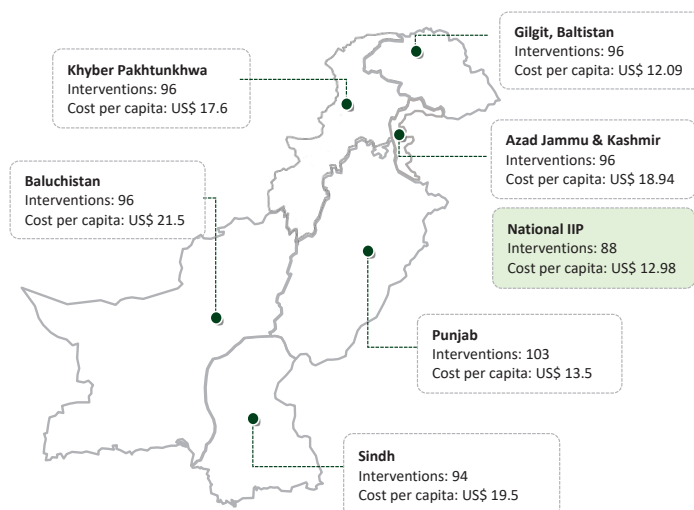 Gilgit, Baltistan
Interventions: 96
Cost per capita: US$ 12.09
Khyber Pakhtunkhwa
Interventions: 96
Cost per capita: US$ 17.6
Azad Jammu & Kashmir
Interventions: 96
Cost per capita: US$ 18.94
Baluchistan
Interventions: 96
Cost per capita: US$ 21.5
National IIP
Interventions: 88
Cost per capita: US$ 12.98
Punjab
Interventions: 103
Cost per capita: US$ 13.5
Sindh
Interventions: 94
Cost per capita: US$ 19.5